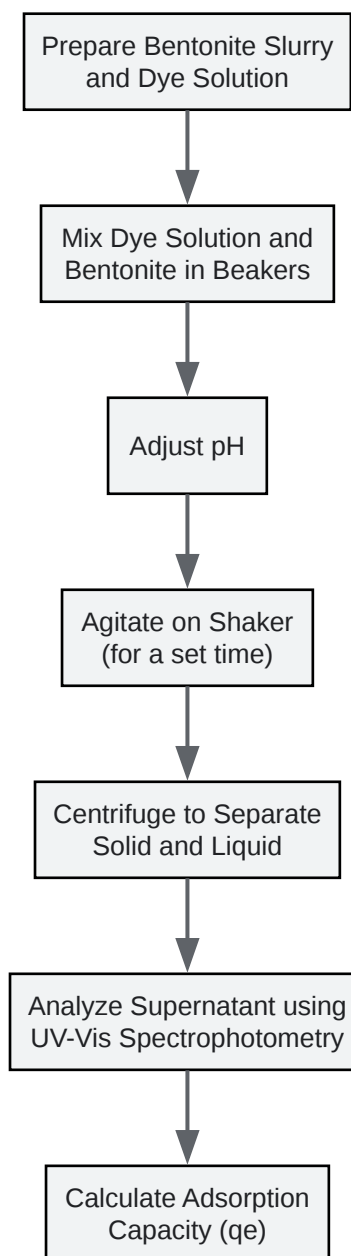 Prepare Bentonite Slurry
and Dye Solution
Mix Dye Solution and
Bentonite in Beakers
Adjust pH
Agitate on Shaker
(for a set time)
Centrifuge to Separate
Solid and Liquid
Analyze Supernatant using
UV-Vis Spectrophotometry
Calculate Adsorption
Capacity (qe)